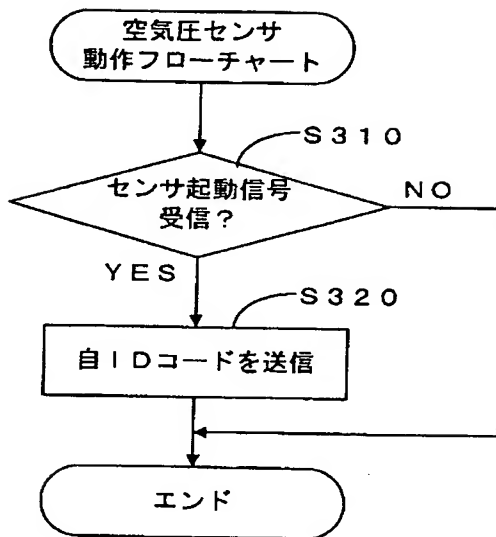 空気圧センサ
動作フローチャート
S310
センサ起動信号
受信?
NO
YES
S320
自IDコードを送信
エンド